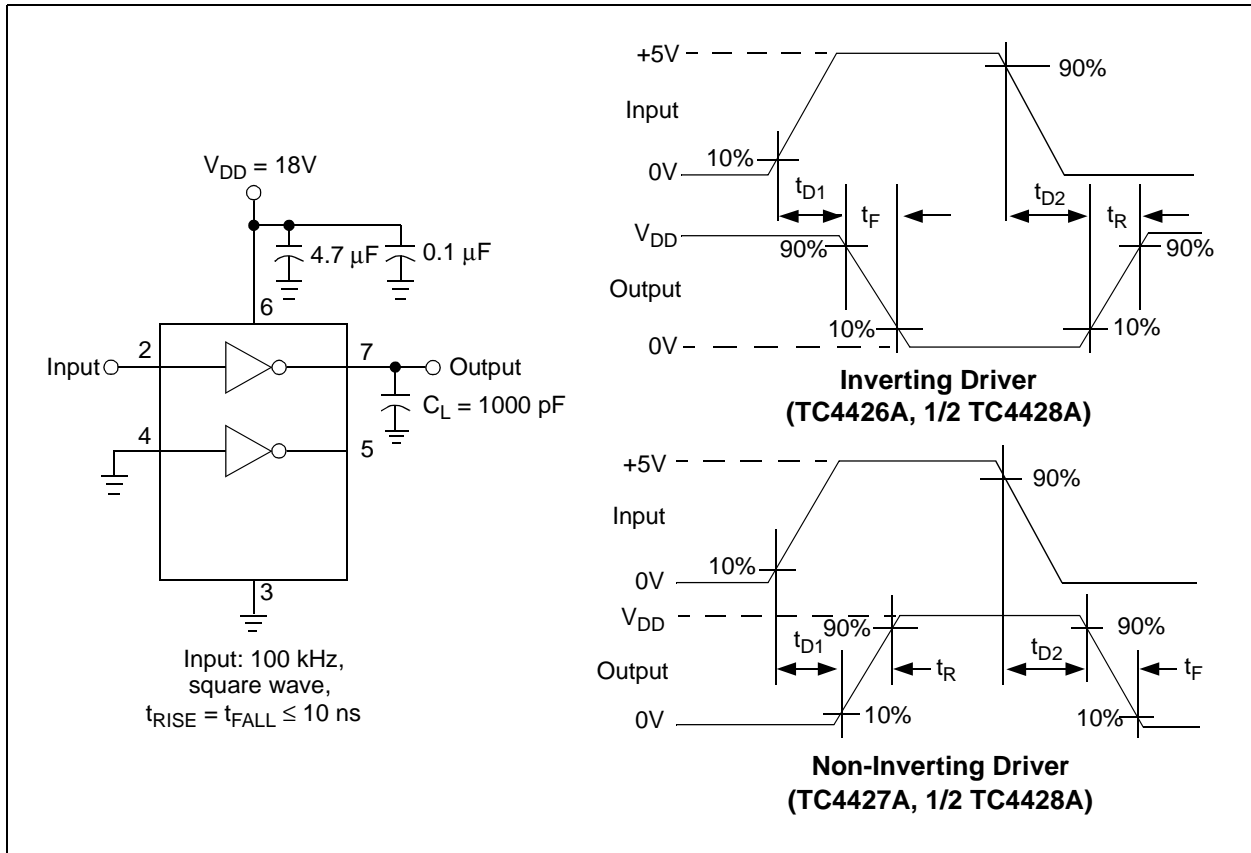 V_DD = 18V
4.7 μF
0.1 μF
6
Input
2
7
Output
C_L = 1000 pF
4
5
3
Input: 100 kHz,
square wave,
t_RISE = t_FALL ≤ 10 ns
+5V
90%
Input
10%
0V
t_D1
t_F
t_D2
t_R
V_DD
90%
90%
Output
10%
10%
0V
Inverting Driver
(TC4426A, 1/2 TC4428A)
+5V
90%
Input
10%
0V
V_DD
t_D1
90%
t_D2
90%
Output
t_R
t_F
0V
10%
10%
Non-Inverting Driver
(TC4427A, 1/2 TC4428A)